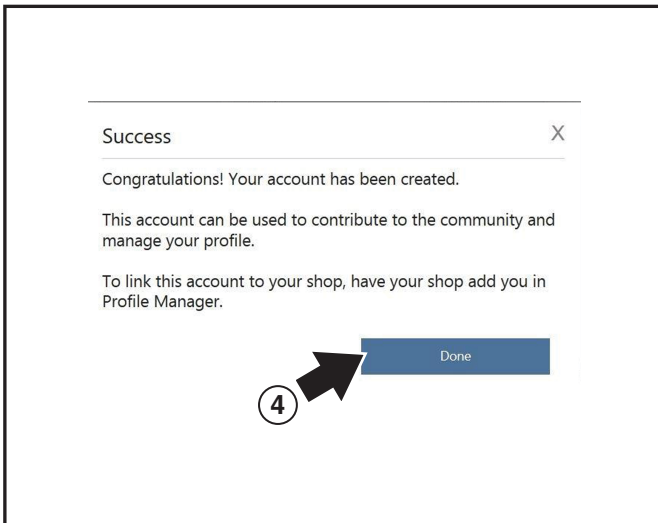 Success
X
Congratulations! Your account has been created.
This account can be used to contribute to the community and
manage your profile.
To link this account to your shop, have your shop add you in
Profile Manager.
Done
4